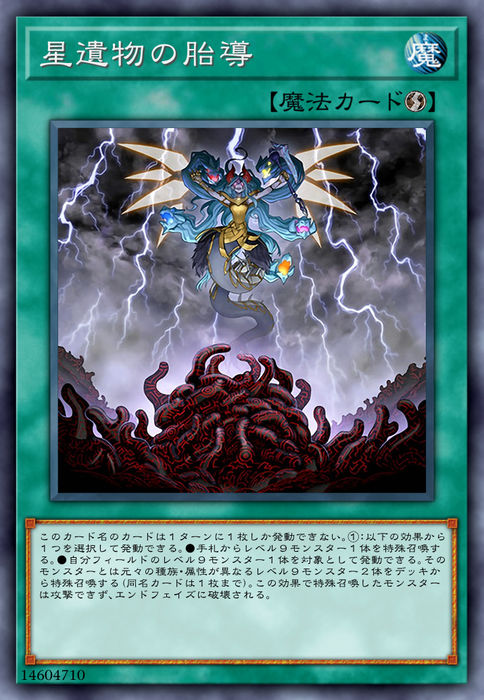 星遺物の胎導
魔
【魔法カード】
このカード名のカードは１ターンに１枚しか発動できない。①：以下の効果から
１つを選択して発動できる。●手札からレベル９モンスター１体を特殊召喚す
る。●自分フィールドのレベル９モンスター１体を対象として発動できる。その
モンスターとは元々の種族・属性が異なるレベル９モンスター２体をデッキか
ら特殊召喚する（同名カードは１枚まで）。この効果で特殊召喚したモンスター
は攻撃できず、エンドフェイズに破壊される。
14604710